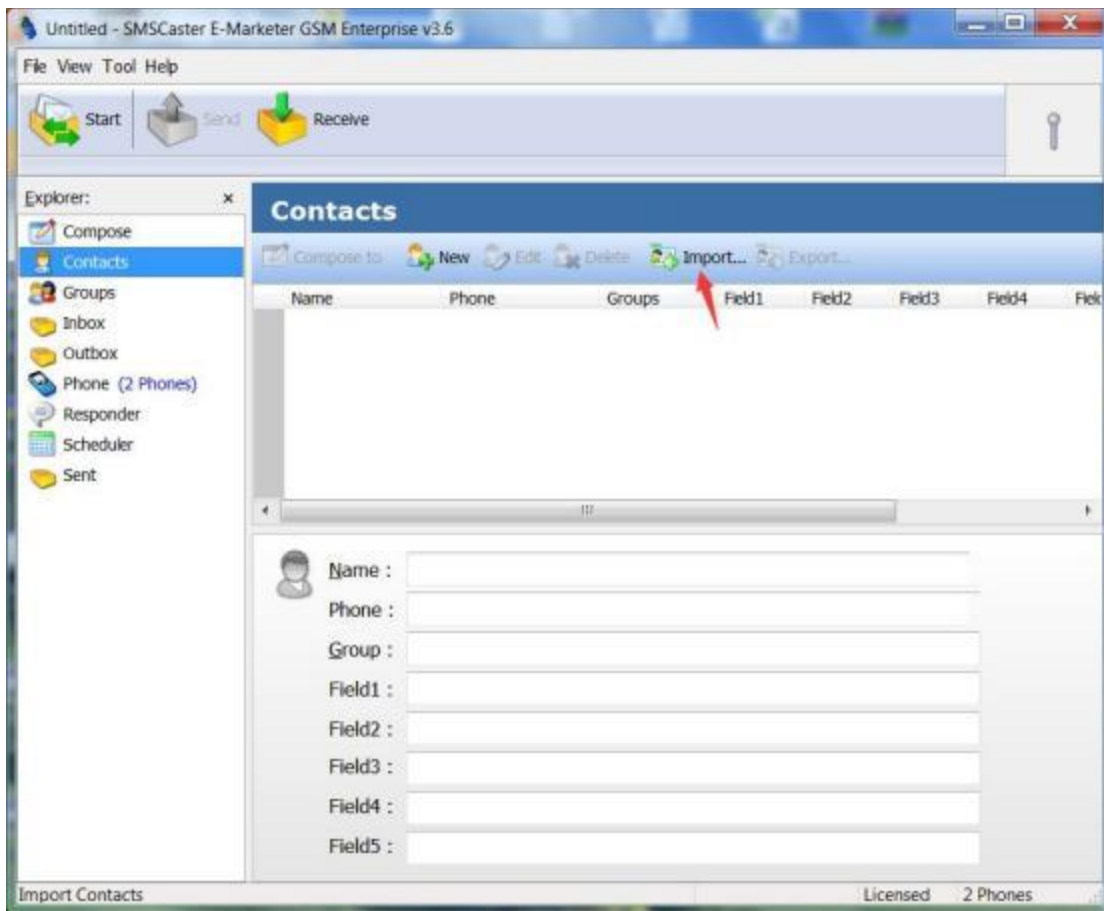 Untitled - SMSCaster E-Marketer GSM Enterprise v3.6
File View Tool Help
Start Send Receive
Explorer: x
Compose
Contacts
Groups
Inbox
Outbox
Phone (2 Phones)
Responder
Scheduler
Sent
Contacts
Compose to New Edit Delete Import... Export...
Name Phone Groups Field1 Field2 Field3 Field4 Fiel
Name :
Phone :
Group :
Field1 :
Field2 :
Field3 :
Field4 :
Field5 :
Import Contacts Licensed 2 Phones